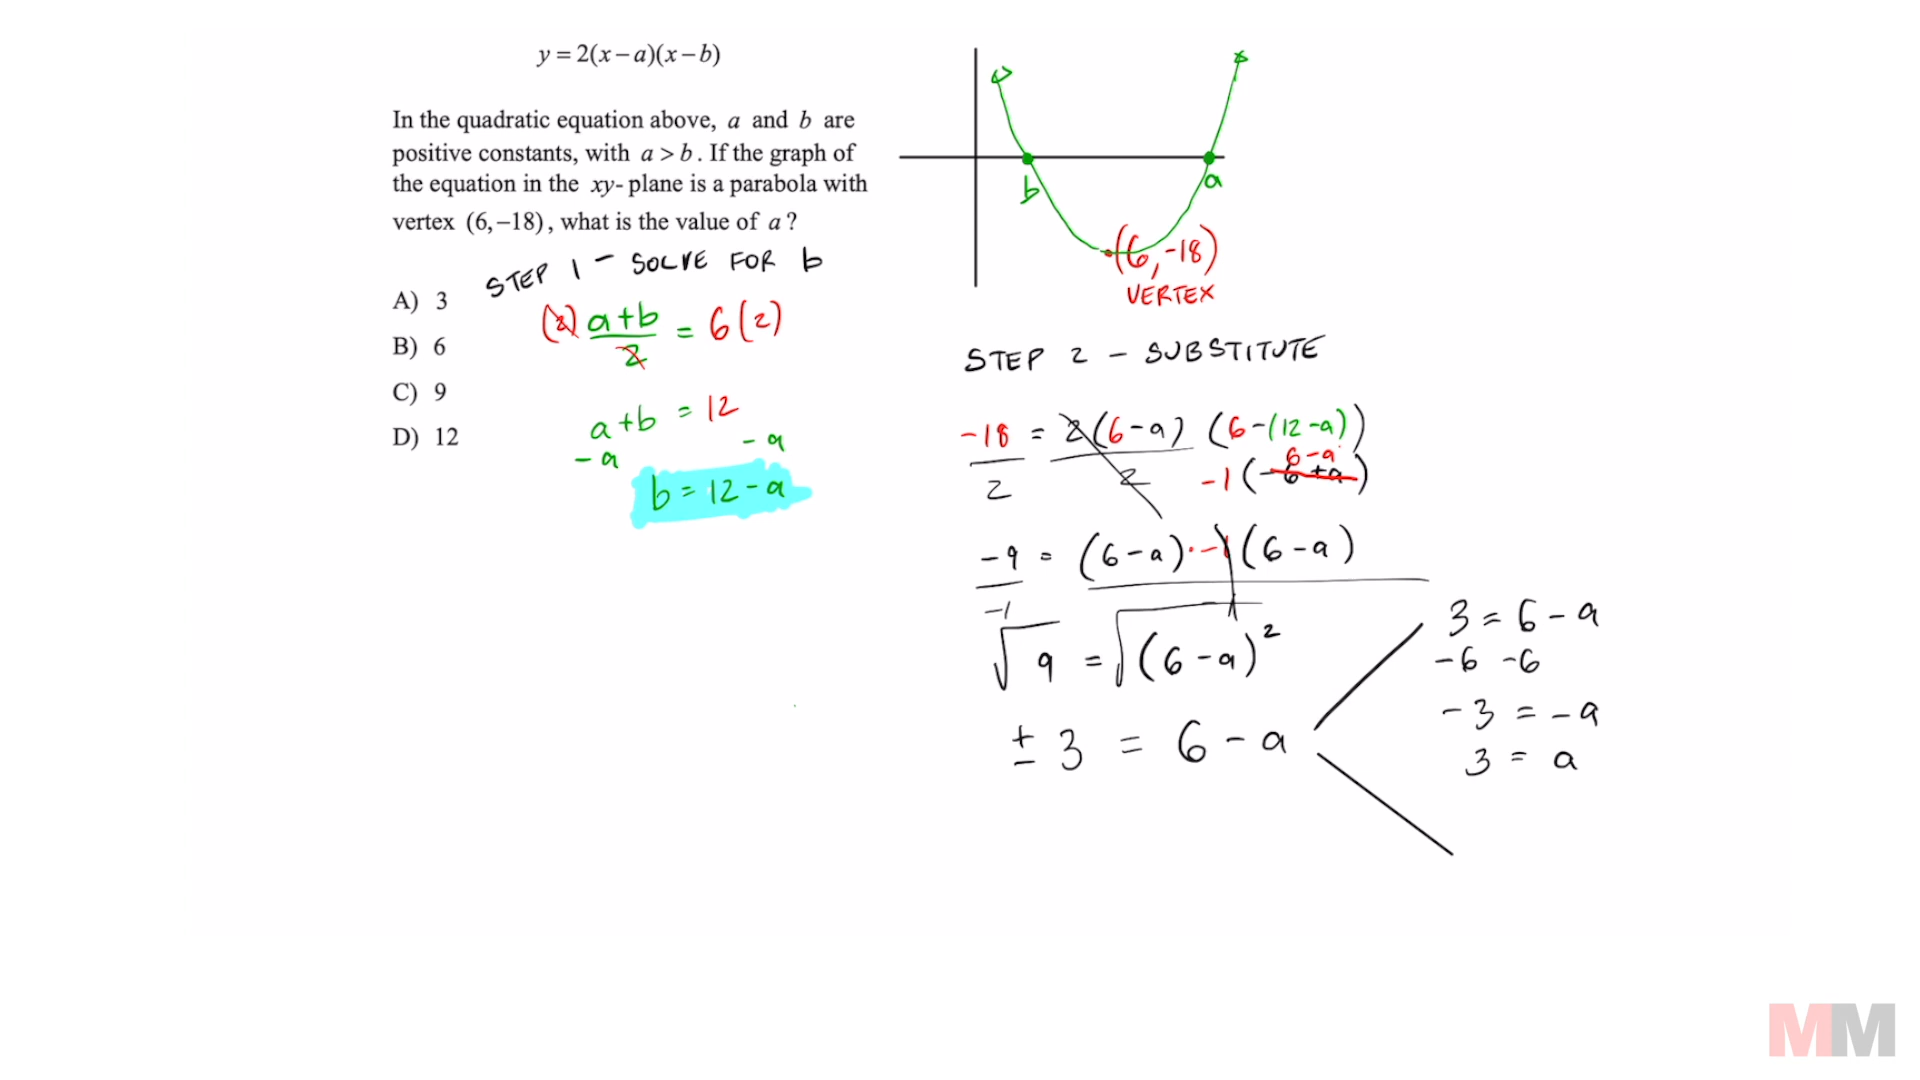 y = 2(x – a)(x – b)
In the quadratic equation above, a and b are
positive constants, with a > b. If the graph of
the equation in the xy- plane is a parabola with
vertex (6, –18), what is the value of a ?
A) 3
B) 6
C) 9
D) 12
STEP 1 – SOLVE FOR b
(2) a+b/2 = 6(2)
a+b = 12
-a -a
b = 12-a
b
a
(6,-18)
VERTEX
STEP 2 – SUBSTITUTE
-18/2 = 2(6-a)(6-(12-a))/2
6-a
-1(-6+a)
-9/-1 = (6-a)·-1(6-a)
√9 = √(6-a)²
± 3 = 6-a
3 = 6-a
-6 -6
-3 = -a
3 = a
MM